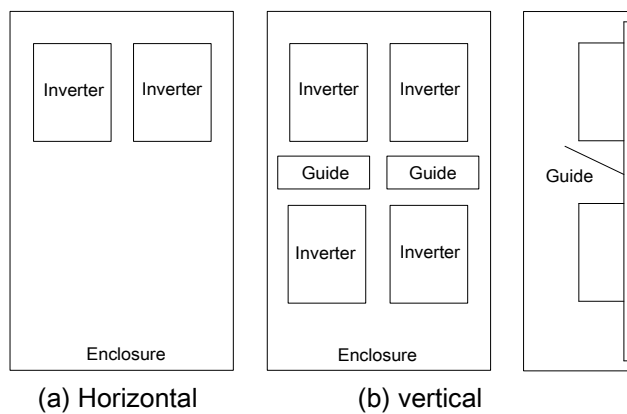 Inverter Inverter
Enclosure
(a) Horizontal
Inverter Inverter
Guide Guide
Inverter Inverter
Enclosure
(b) vertical
Guide